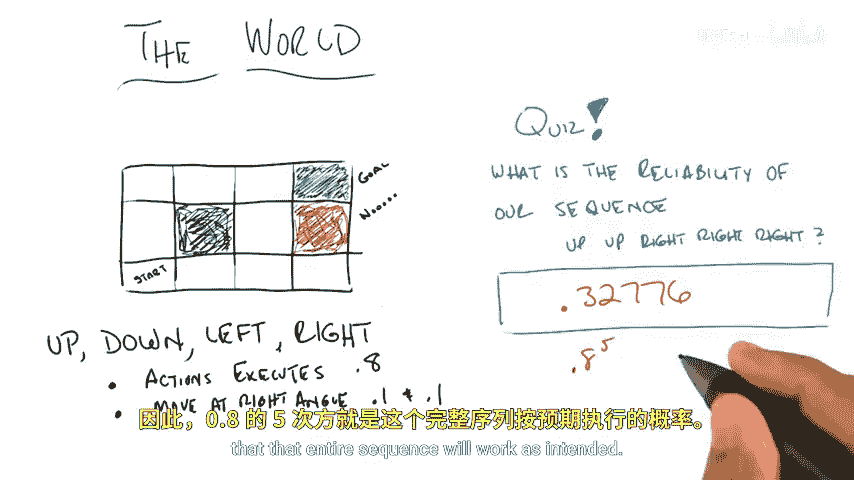 THE WORLD
QUIZ!
WHAT IS THE RELIABILITY OF
OUR SEQUENCE
UP UP RIGHT RIGHT RIGHT?
GOAL
NO.....
START
.32776
.8⁵
UP, DOWN, LEFT, RIGHT
• ACTIONS EXECUTES .8
• MOVE AT RIGHT ANGLE .1 & .1
因此，0.8 的 5 次方就是这个完整序列按预期执行的概率。
that that entire sequence will work as intended.